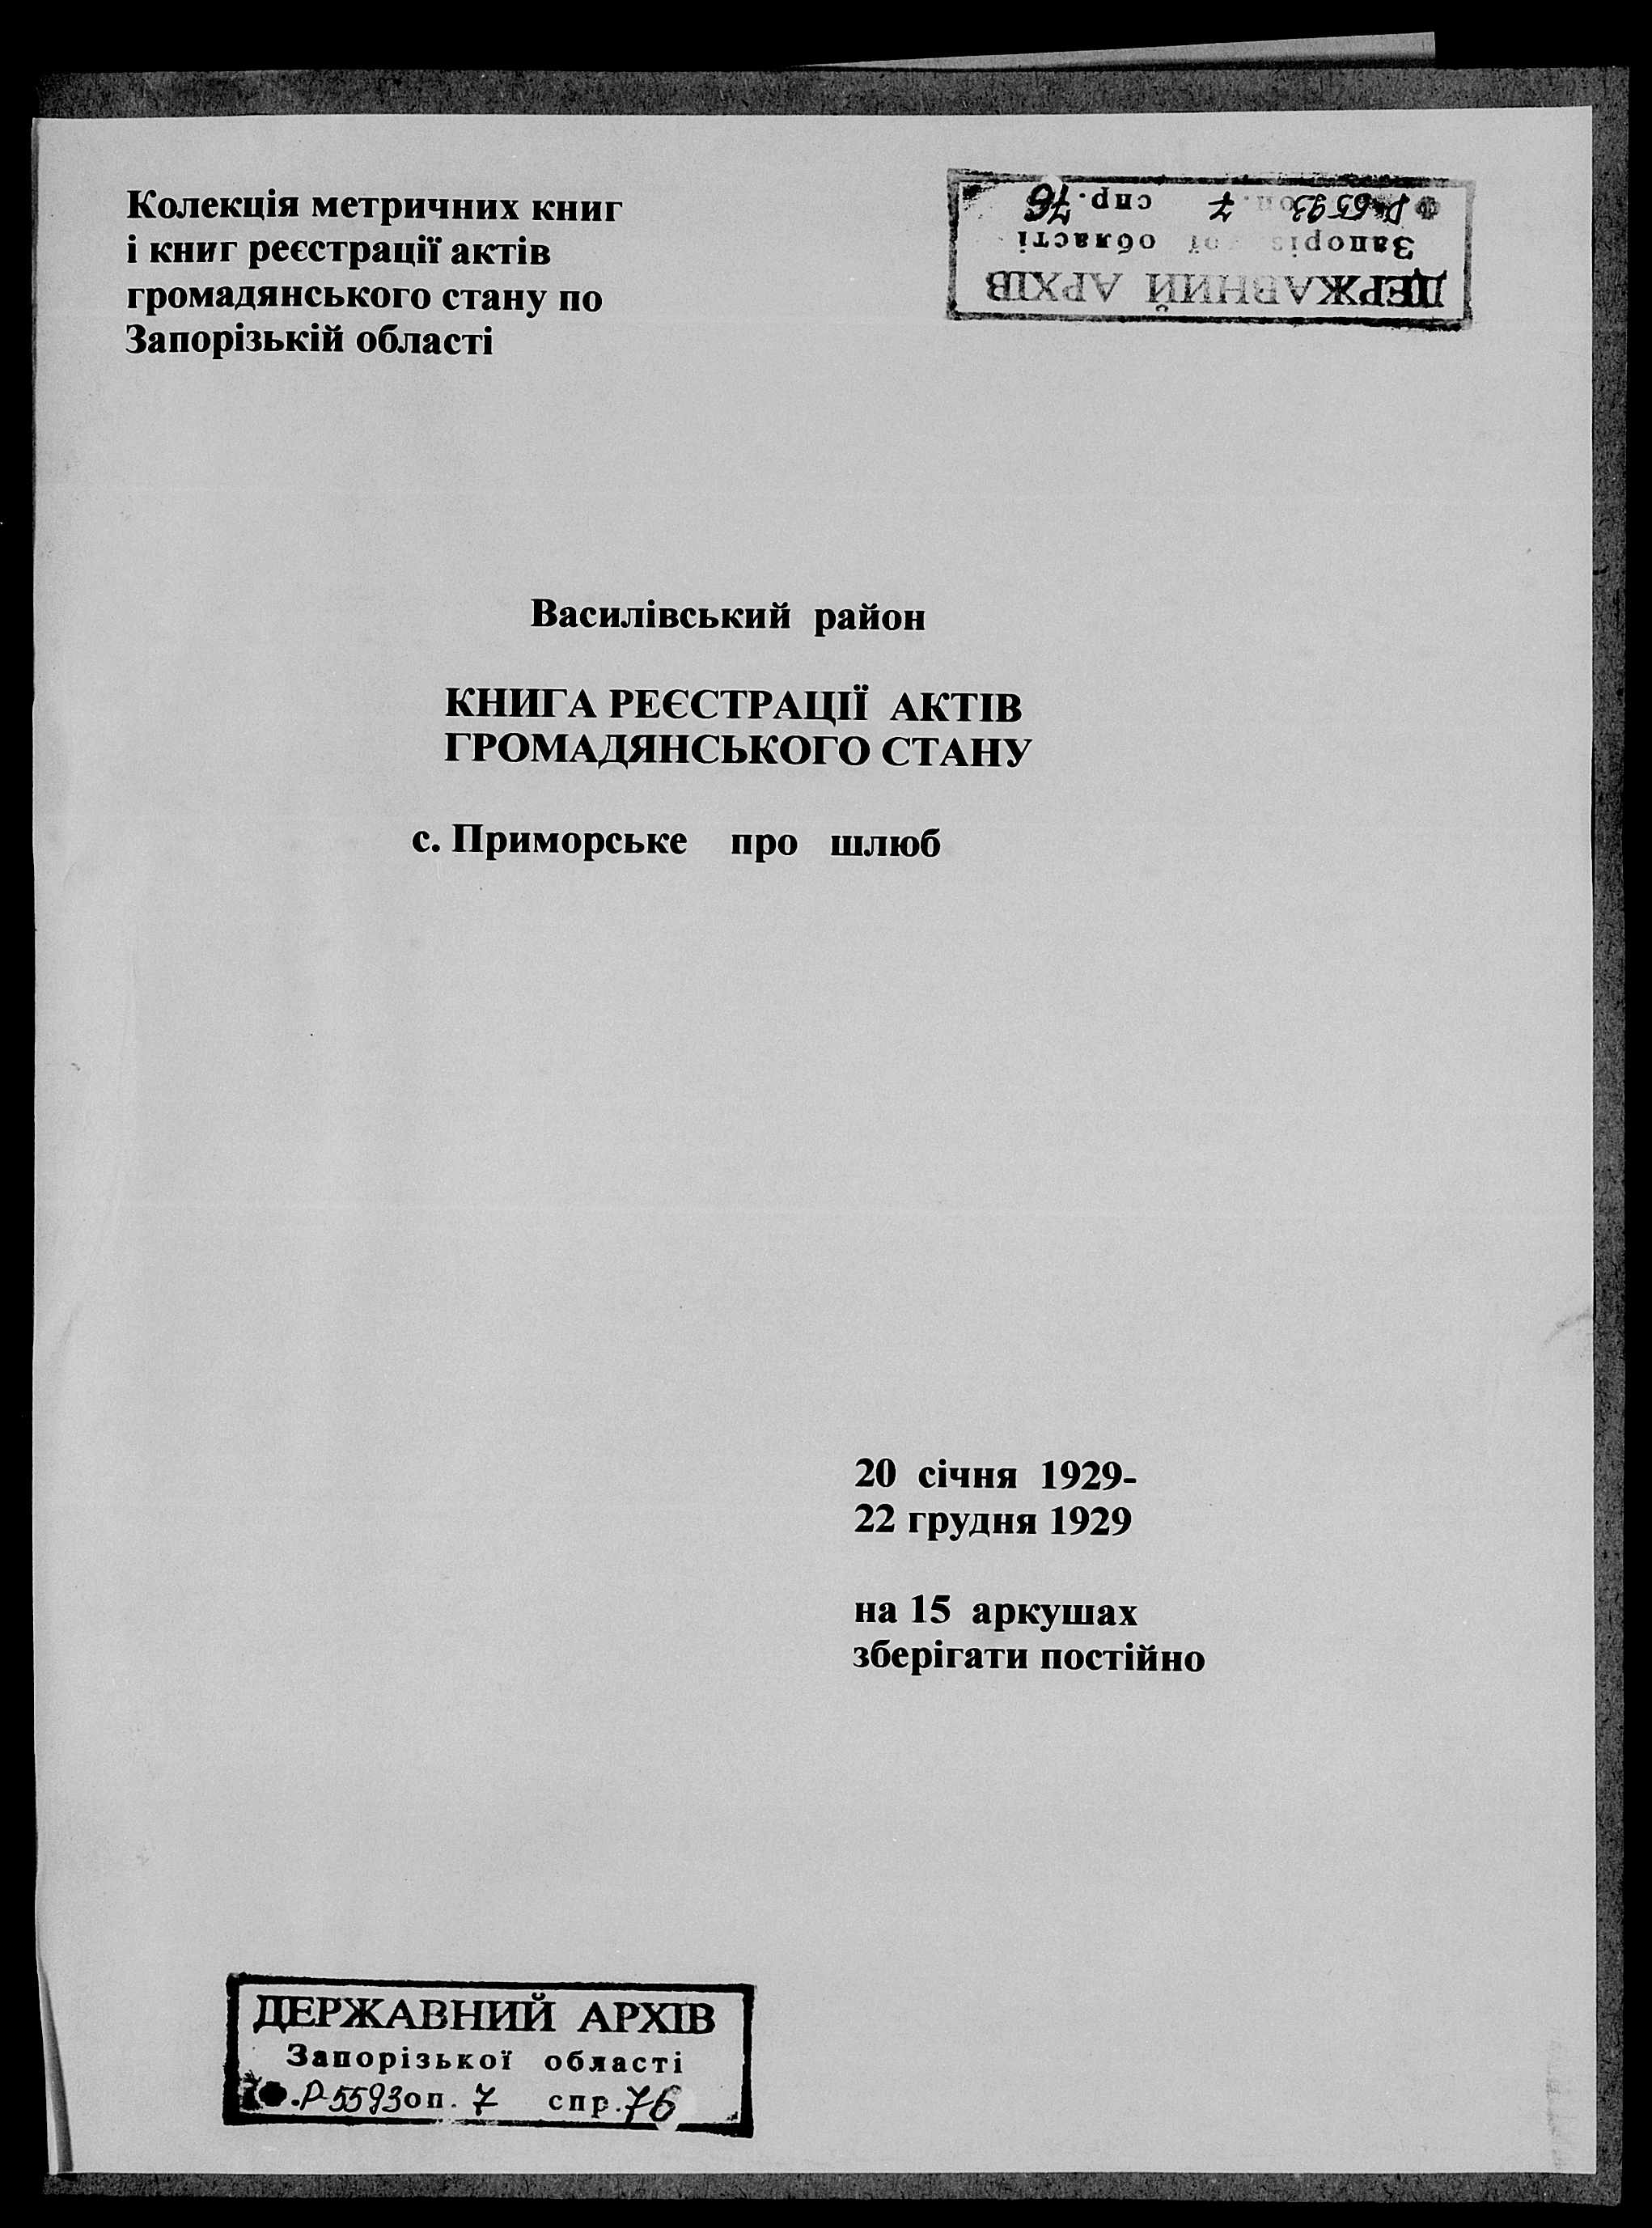 Колекція метричних книг
і книг реєстрації актів
громадянського стану по
Запорізькій області
ДЕРЖАВНИЙ АРХІВ
Запорізької області
Ф. Р-5593 оп. 7 спр. 76
Василівський район
КНИГА РЕЄСТРАЦІЇ АКТІВ
ГРОМАДЯНСЬКОГО СТАНУ
с. Приморське про шлюб
20 січня 1929-
22 грудня 1929
на 15 аркушах
зберігати постійно
ДЕРЖАВНИЙ АРХІВ
Запорізької області
Ф. Р-5593 оп. 7 спр. 76